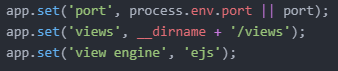 app.set('port', process.env.port || port);
app.set('views', __dirname + '/views');
app.set('view engine', 'ejs');